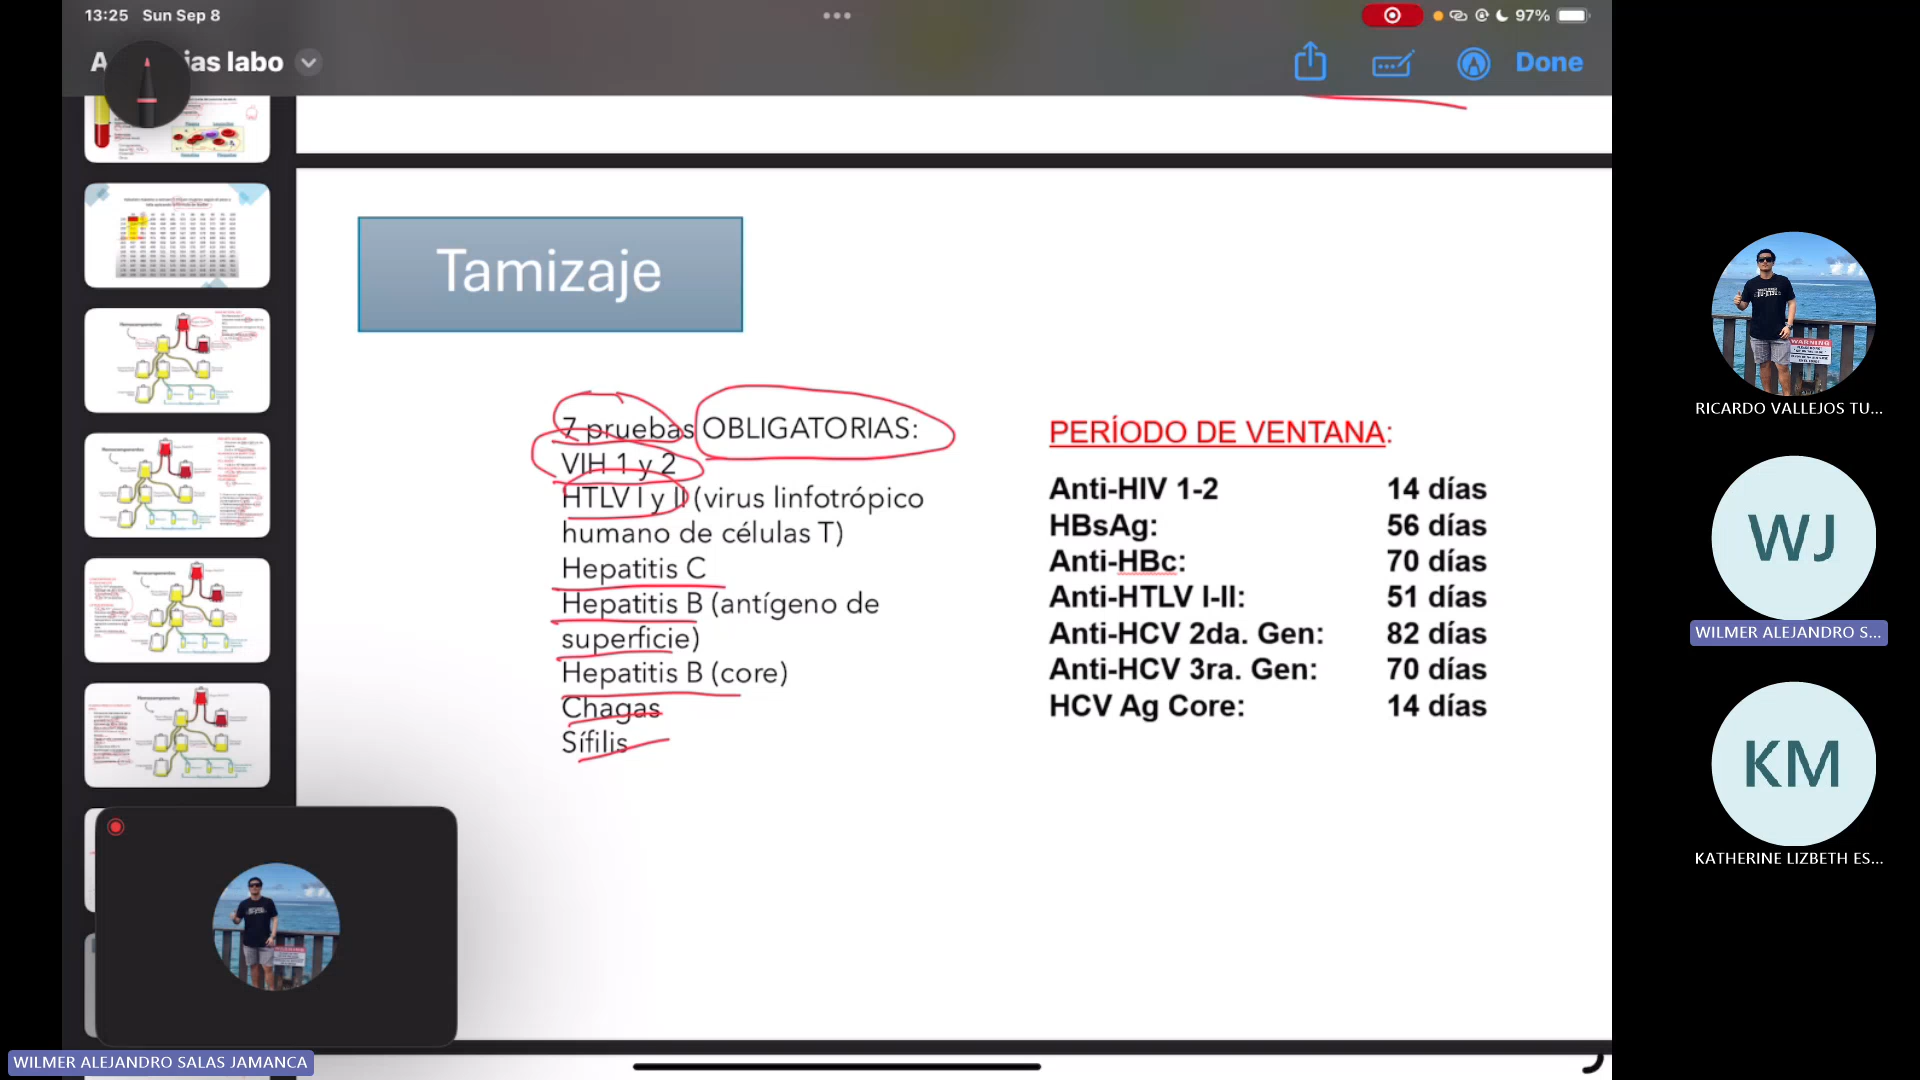 13:25 Sun Sep 8
97%
ias labo
Done
Tamizaje
7 pruebas OBLIGATORIAS:
VIH 1 y 2
HTLV I y II (virus linfotrópico
humano de células T)
Hepatitis C
Hepatitis B (antígeno de
superficie)
Hepatitis B (core)
Chagas
Sífilis
PERÍODO DE VENTANA:
Anti-HIV 1-2 14 días
HBsAg: 56 días
Anti-HBc: 70 días
Anti-HTLV I-II: 51 días
Anti-HCV 2da. Gen: 82 días
Anti-HCV 3ra. Gen: 70 días
HCV Ag Core: 14 días
WARNING
RICARDO VALLEJOS TU...
WJ
WILMER ALEJANDRO S...
KM
KATHERINE LIZBETH ES...
WILMER ALEJANDRO SALAS JAMANCA